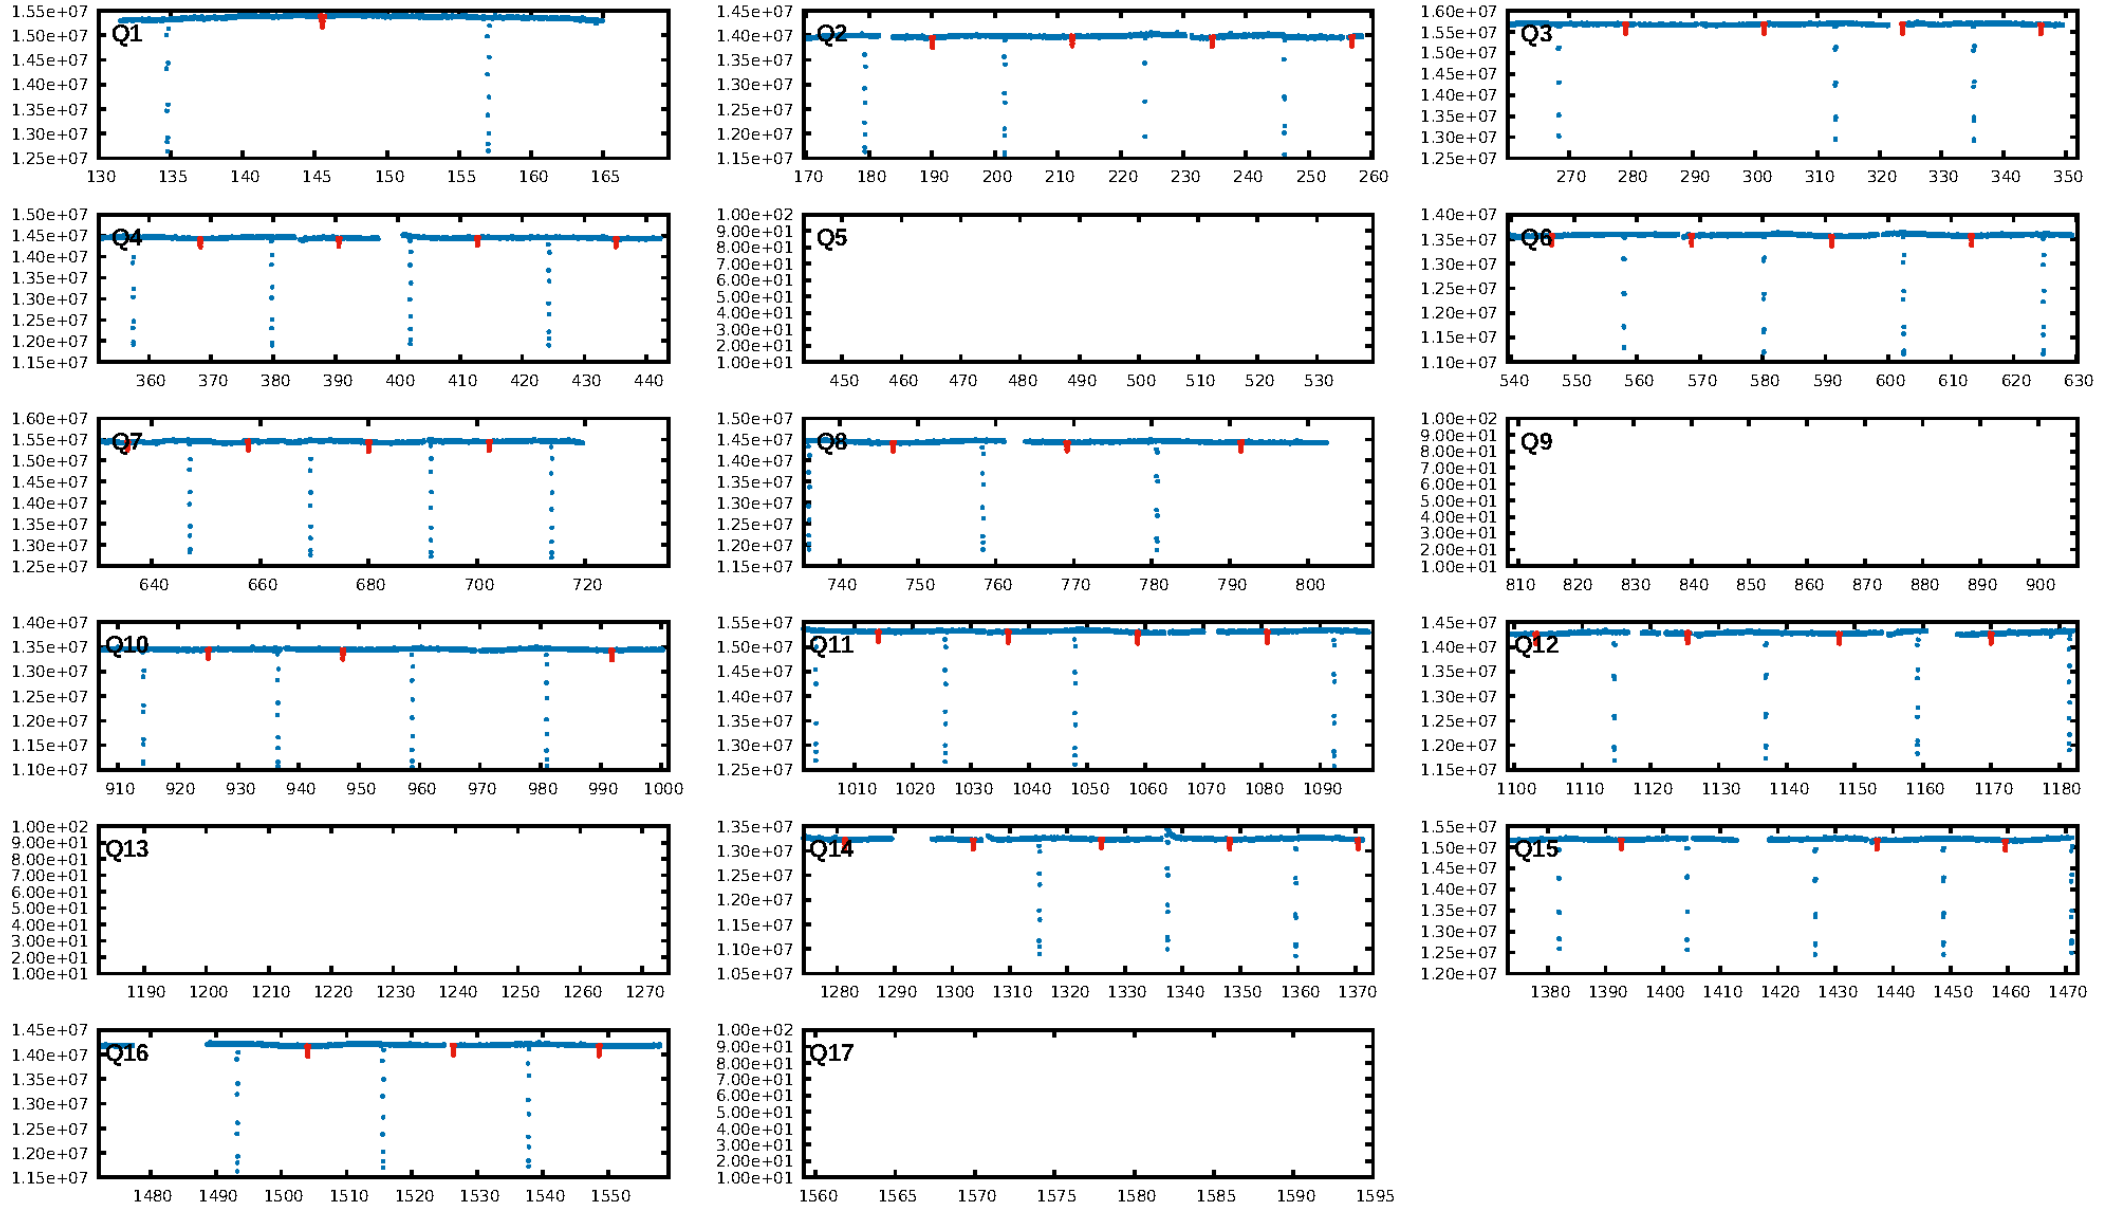 1.55e+07 1.50e+07 1.45e+07 1.40e+07 1.35e+07 1.30e+07 1.25e+07
Q1
130 135 140 145 150 155 160 165
1.45e+07 1.40e+07 1.35e+07 1.30e+07 1.25e+07 1.20e+07 1.15e+07
Q2
170 180 190 200 210 220 230 240 250 260
1.60e+07 1.55e+07 1.50e+07 1.45e+07 1.40e+07 1.35e+07 1.30e+07 1.25e+07
Q3
270 280 290 300 310 320 330 340 350
1.50e+07 1.45e+07 1.40e+07 1.35e+07 1.30e+07 1.25e+07 1.20e+07 1.15e+07
Q4
360 370 380 390 400 410 420 430 440
1.00e+02 9.00e+01 8.00e+01 7.00e+01 6.00e+01 5.00e+01 4.00e+01 3.00e+01 2.00e+01 1.00e+01
Q5
450 460 470 480 490 500 510 520 530
1.40e+07 1.35e+07 1.30e+07 1.25e+07 1.20e+07 1.15e+07 1.10e+07
Q6
540 550 560 570 580 590 600 610 620 630
1.60e+07 1.55e+07 1.50e+07 1.45e+07 1.40e+07 1.35e+07 1.30e+07 1.25e+07
Q7
640 660 680 700 720
1.50e+07 1.45e+07 1.40e+07 1.35e+07 1.30e+07 1.25e+07 1.20e+07 1.15e+07
Q8
740 750 760 770 780 790 800
1.00e+02 9.00e+01 8.00e+01 7.00e+01 6.00e+01 5.00e+01 4.00e+01 3.00e+01 2.00e+01 1.00e+01
Q9
810 820 830 840 850 860 870 880 890 900
1.40e+07 1.35e+07 1.30e+07 1.25e+07 1.20e+07 1.15e+07 1.10e+07
Q10
910 920 930 940 950 960 970 980 990 1000
1.55e+07 1.50e+07 1.45e+07 1.40e+07 1.35e+07 1.30e+07 1.25e+07
Q11
1010 1020 1030 1040 1050 1060 1070 1080 1090
1.45e+07 1.40e+07 1.35e+07 1.30e+07 1.25e+07 1.20e+07 1.15e+07
Q12
1100 1110 1120 1130 1140 1150 1160 1170 1180
1.00e+02 9.00e+01 8.00e+01 7.00e+01 6.00e+01 5.00e+01 4.00e+01 3.00e+01 2.00e+01 1.00e+01
Q13
1190 1200 1210 1220 1230 1240 1250 1260 1270
1.35e+07 1.30e+07 1.25e+07 1.20e+07 1.15e+07 1.10e+07 1.05e+07
Q14
1280 1290 1300 1310 1320 1330 1340 1350 1360 1370
1.55e+07 1.50e+07 1.45e+07 1.40e+07 1.35e+07 1.30e+07 1.25e+07 1.20e+07
Q15
1380 1390 1400 1410 1420 1430 1440 1450 1460 1470
1.45e+07 1.40e+07 1.35e+07 1.30e+07 1.25e+07 1.20e+07 1.15e+07
Q16
1480 1490 1500 1510 1520 1530 1540 1550
1.00e+02 9.00e+01 8.00e+01 7.00e+01 6.00e+01 5.00e+01 4.00e+01 3.00e+01 2.00e+01 1.00e+01
Q17
1560 1565 1570 1575 1580 1585 1590 1595